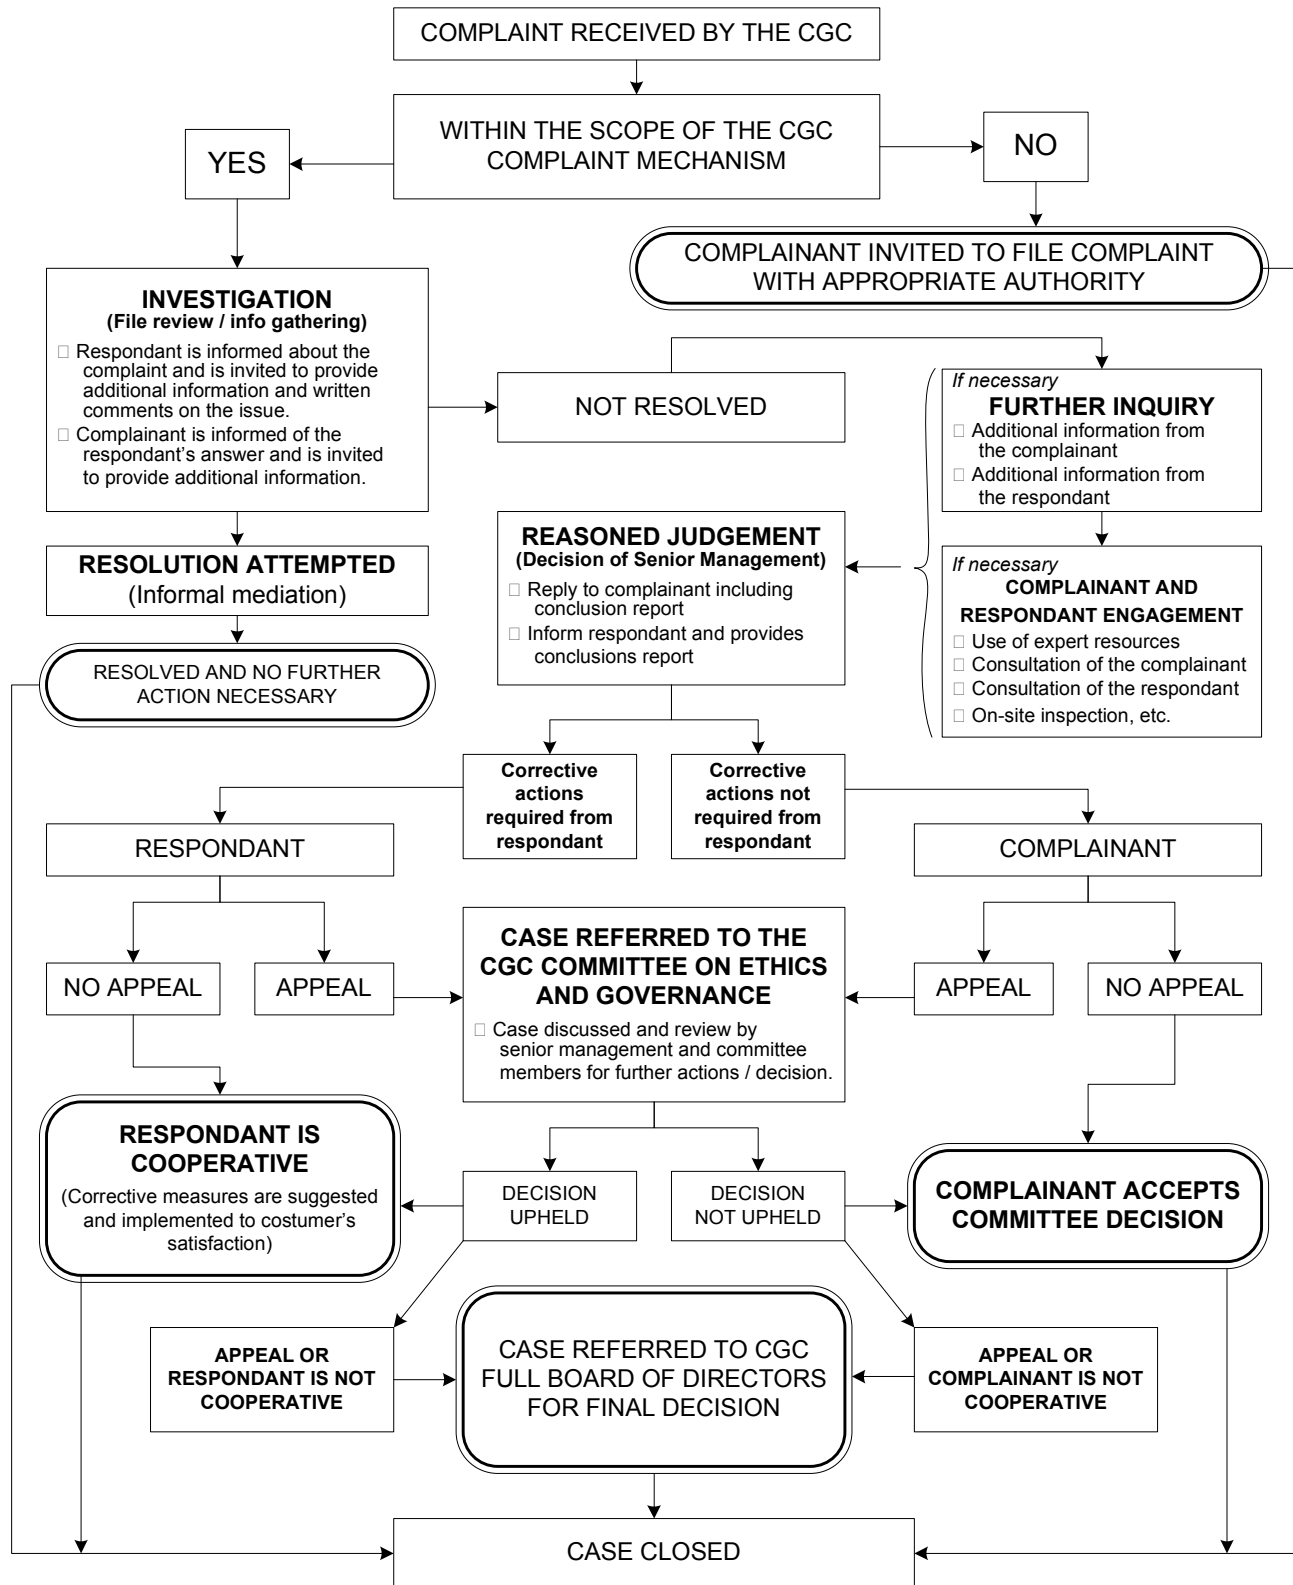 COMPLAINT RECEIVED BY THE CGC
WITHIN THE SCOPE OF THE CGC
COMPLAINT MECHANISM
YES
NO
COMPLAINANT INVITED TO FILE COMPLAINT
WITH APPROPRIATE AUTHORITY
INVESTIGATION
(File review / info gathering)
□ Respondant is informed about the
complaint and is invited to provide
additional information and written
comments on the issue.
□ Complainant is informed of the
respondant's answer and is invited
to provide additional information.
NOT RESOLVED
If necessary
FURTHER INQUIRY
□ Additional information from
the complainant
□ Additional information from
the respondant
RESOLUTION ATTEMPTED
(Informal mediation)
REASONED JUDGEMENT
(Decision of Senior Management)
□ Reply to complainant including
conclusion report
□ Inform respondant and provides
conclusions report
If necessary
COMPLAINANT AND
RESPONDANT ENGAGEMENT
□ Use of expert resources
□ Consultation of the complainant
□ Consultation of the respondant
□ On-site inspection, etc.
RESOLVED AND NO FURTHER
ACTION NECESSARY
Corrective
actions
required from
respondant
Corrective
actions not
required from
respondant
RESPONDANT
COMPLAINANT
NO APPEAL
APPEAL
CASE REFERRED TO THE
CGC COMMITTEE ON ETHICS
AND GOVERNANCE
□ Case discussed and review by
senior management and committee
members for further actions / decision.
APPEAL
NO APPEAL
RESPONDANT IS
COOPERATIVE
(Corrective measures are suggested
and implemented to costumer's
satisfaction)
DECISION
UPHELD
DECISION
NOT UPHELD
COMPLAINANT ACCEPTS
COMMITTEE DECISION
APPEAL OR
RESPONDANT IS NOT
COOPERATIVE
CASE REFERRED TO CGC
FULL BOARD OF DIRECTORS
FOR FINAL DECISION
APPEAL OR
COMPLAINANT IS NOT
COOPERATIVE
CASE CLOSED